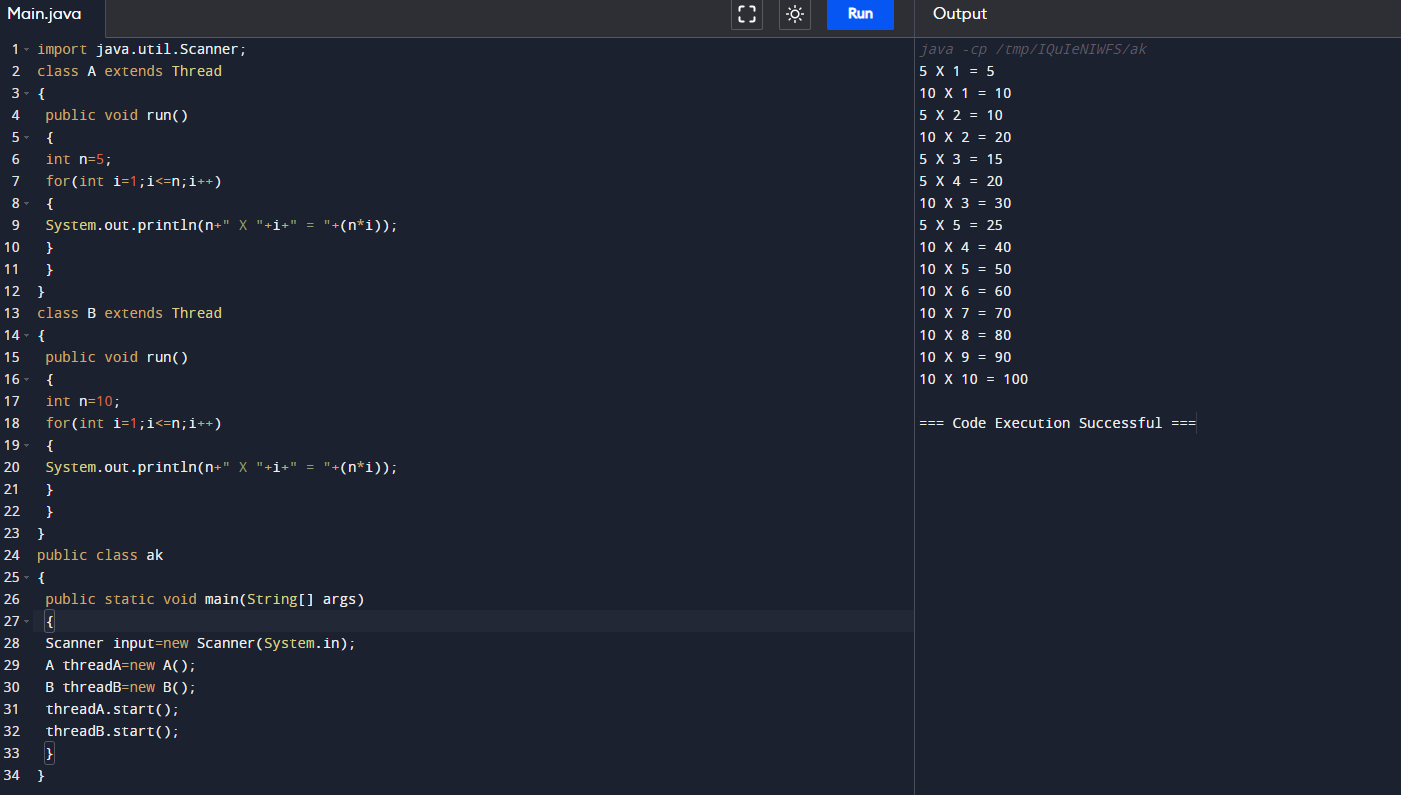 Main.java
Run
Output
1 import java.util.Scanner;
2 class A extends Thread
3 {
4 public void run()
5 {
6 int n=5;
7 for(int i=1;i<=n;i++)
8 {
9 System.out.println(n+" X "+i+" = "+(n*i));
10 }
11 }
12 }
13 class B extends Thread
14 {
15 public void run()
16 {
17 int n=10;
18 for(int i=1;i<=n;i++)
19 {
20 System.out.println(n+" X "+i+" = "+(n*i));
21 }
22 }
23 }
24 public class ak
25 {
26 public static void main(String[] args)
27 {
28 Scanner input=new Scanner(System.in);
29 A threadA=new A();
30 B threadB=new B();
31 threadA.start();
32 threadB.start();
33 }
34 }
java -cp /tmp/IQuIeNIWFS/ak
5 X 1 = 5
10 X 1 = 10
5 X 2 = 10
10 X 2 = 20
5 X 3 = 15
5 X 4 = 20
10 X 3 = 30
5 X 5 = 25
10 X 4 = 40
10 X 5 = 50
10 X 6 = 60
10 X 7 = 70
10 X 8 = 80
10 X 9 = 90
10 X 10 = 100
=== Code Execution Successful ===